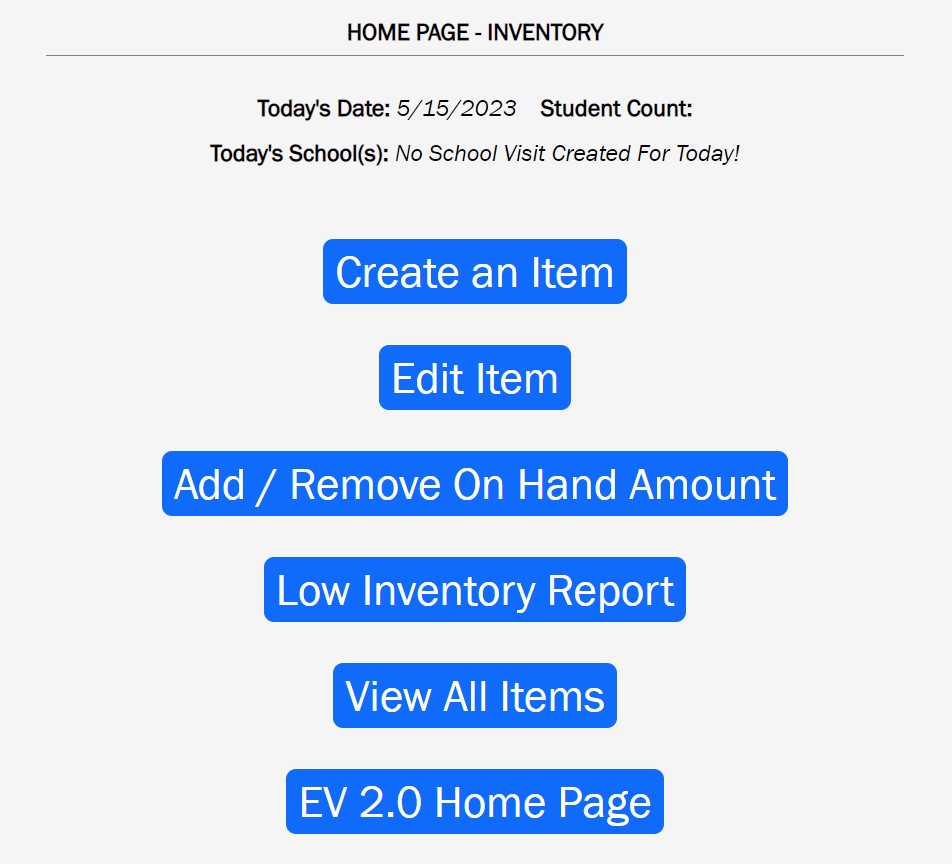 HOME PAGE - INVENTORY
Today's Date: 5/15/2023 Student Count:
Today's School(s): No School Visit Created For Today!
Create an Item
Edit Item
Add / Remove On Hand Amount
Low Inventory Report
View All Items
EV 2.0 Home Page